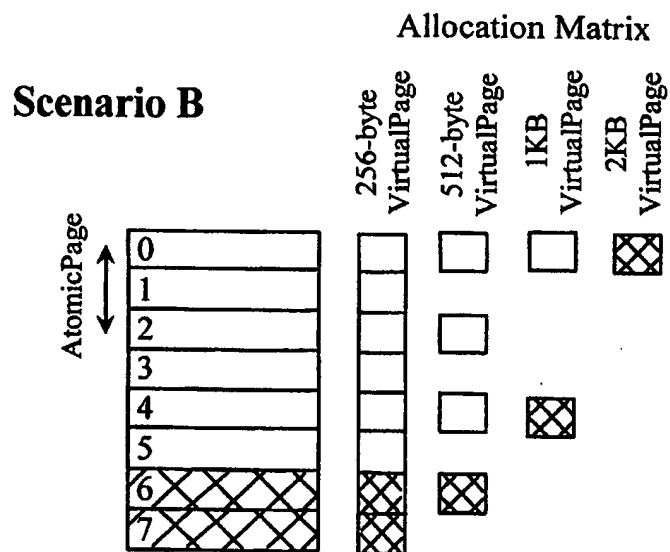 Allocation Matrix
Scenario B
256-byte
VirtualPage
512-byte
VirtualPage
1KB
VirtualPage
2KB
VirtualPage
AtomicPage
0
1
2
3
4
5
6
7